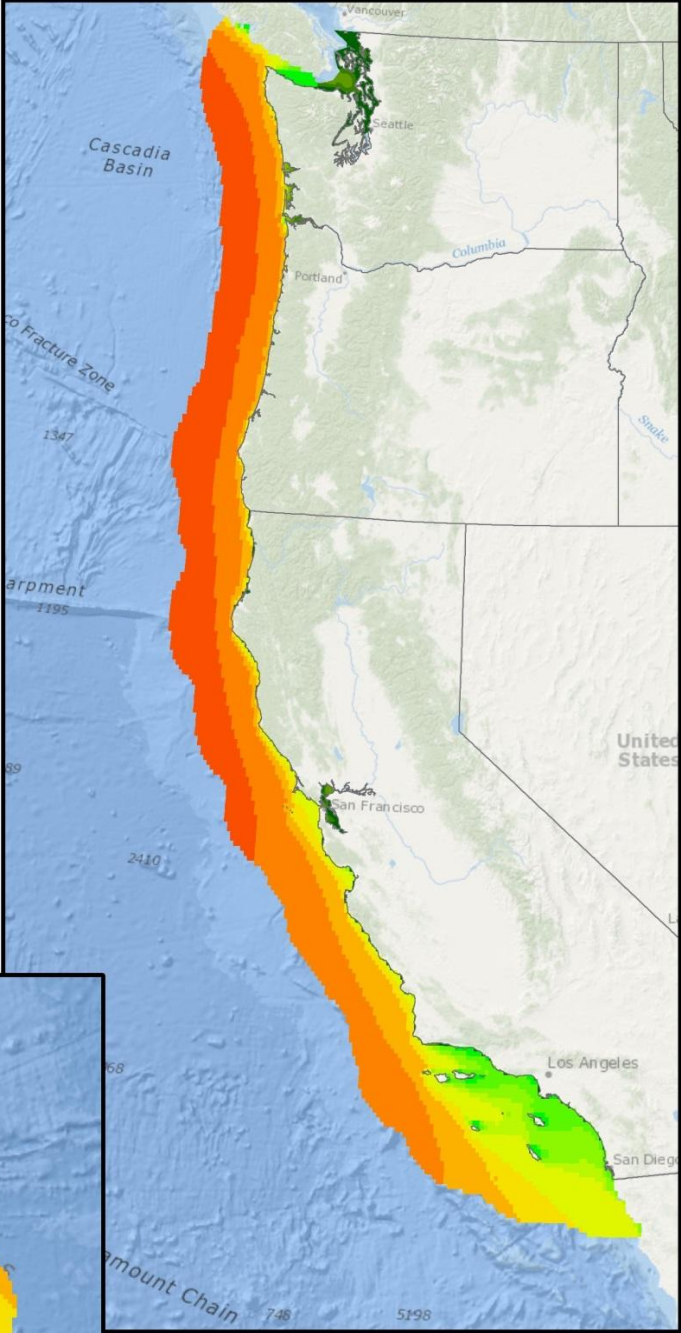 Vancouver
Seattle
Cascadia
Basin
Columbia
Portland
co Fracture Zone
Snake
1347
arpment
1195
United
States
89
San Francisco
2410
L
68
Los Angeles
San Dieg
S
amount Chain
748
5198